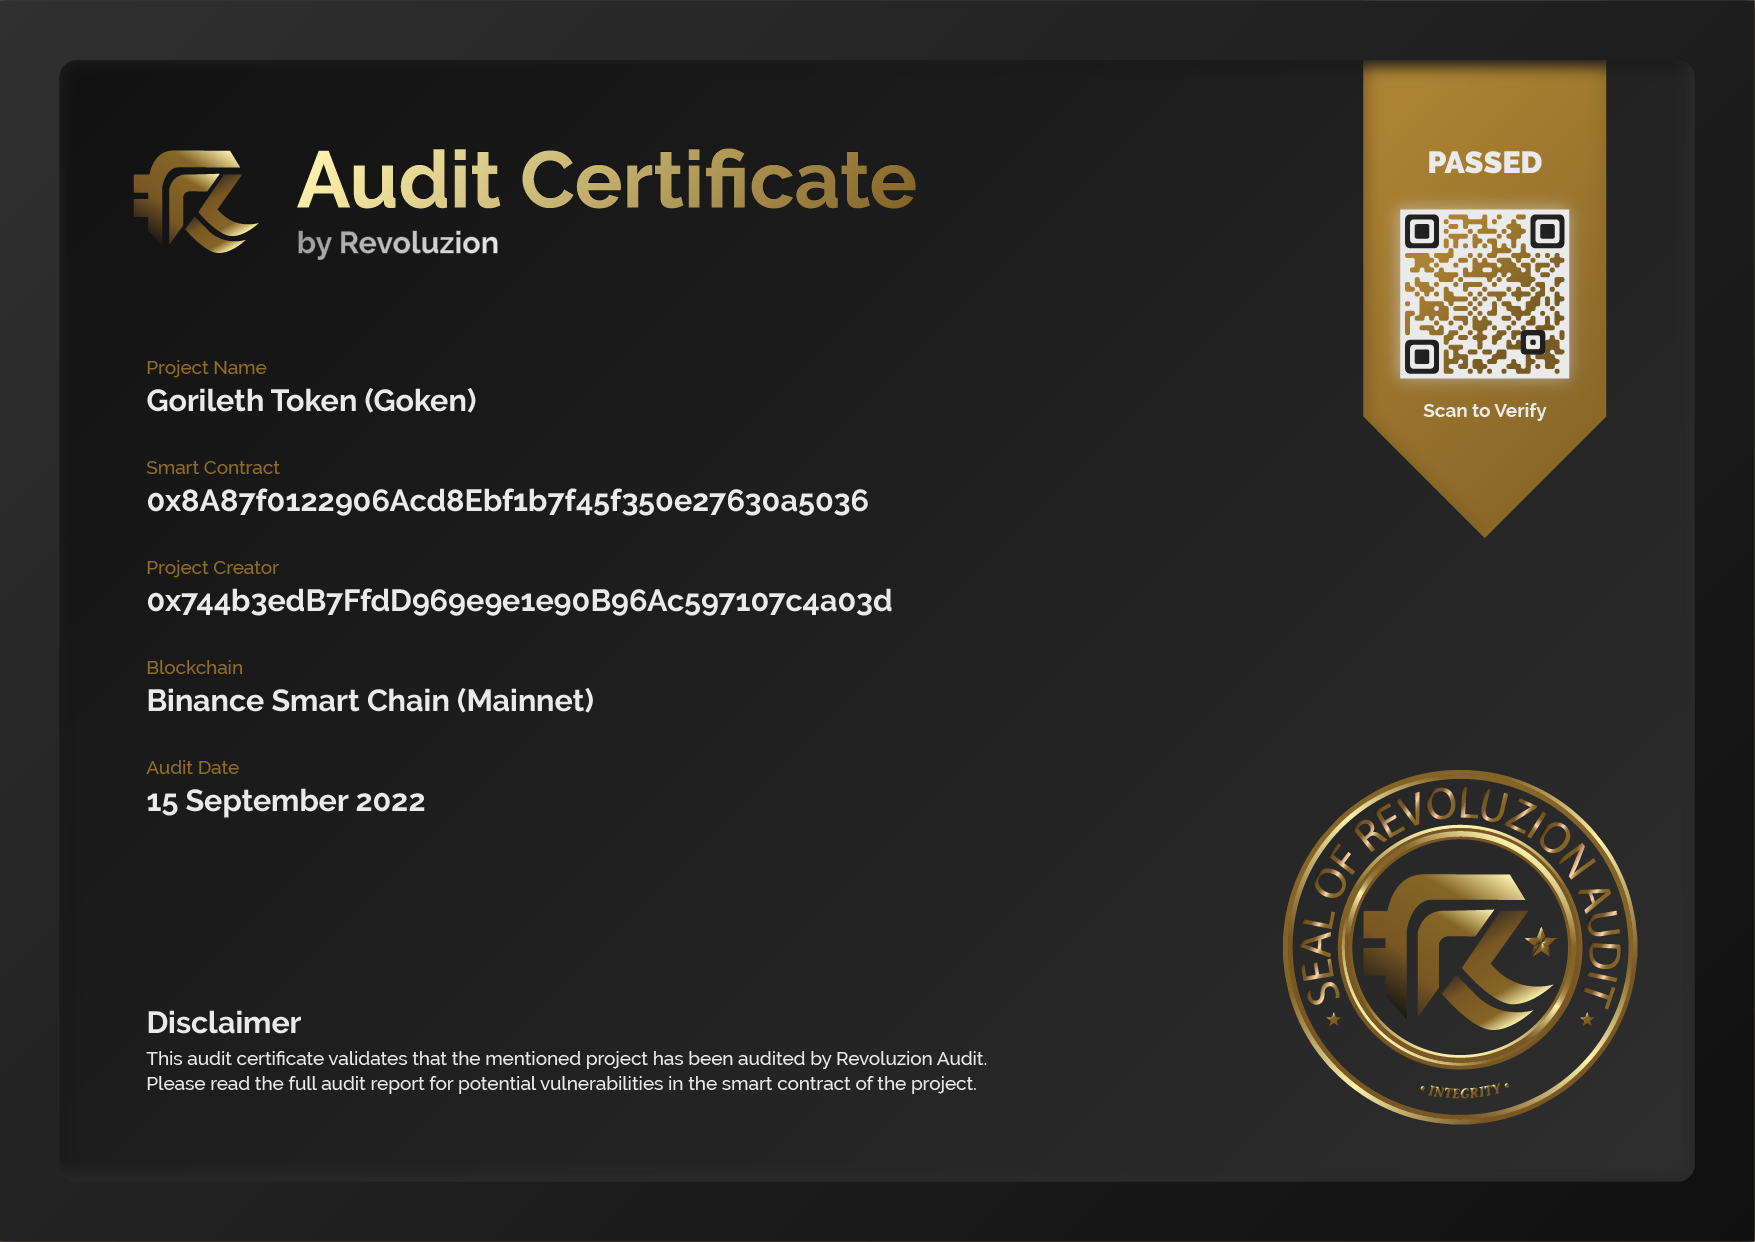 Audit Certificate
by Revoluzion
PASSED
Scan to Verify
Project Name
Gorileth Token (Goken)
Smart Contract
0x8A87f0122906Acd8Ebf1b7f45f350e27630a5036
Project Creator
0x744b3edB7FfdD969e9e1e90B96Ac597107c4a03d
Blockchain
Binance Smart Chain (Mainnet)
Audit Date
15 September 2022
Disclaimer
This audit certificate validates that the mentioned project has been audited by Revoluzion Audit.
Please read the full audit report for potential vulnerabilities in the smart contract of the project.
SEAL OF REVOLUZION AUDIT
• INTEGRITY •